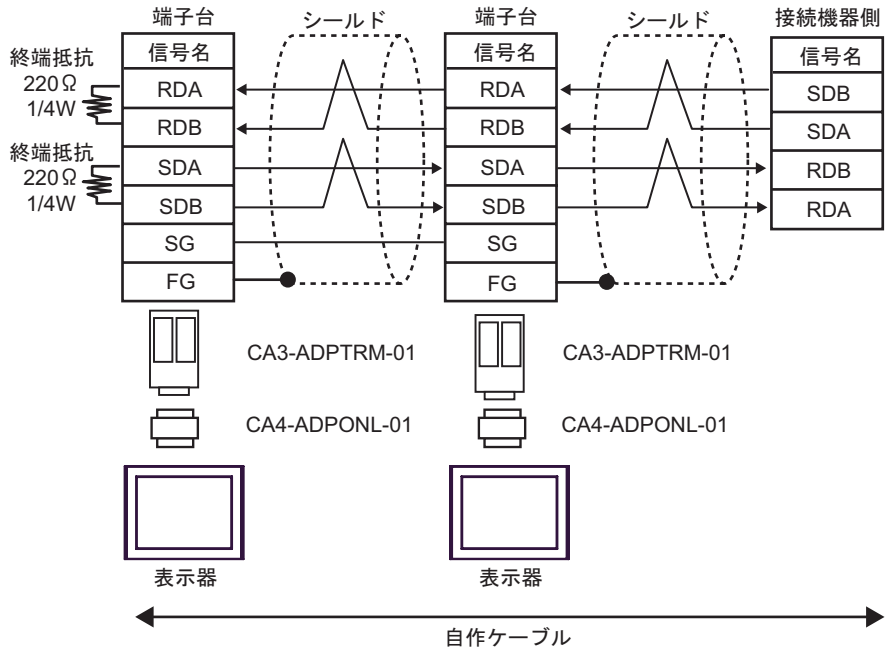 端子台
シールド
端子台
シールド
接続機器側
終端抵抗
220Ω
1/4W
終端抵抗
220Ω
1/4W
信号名
RDA
RDB
SDA
SDB
SG
FG
信号名
RDA
RDB
SDA
SDB
SG
FG
信号名
SDB
SDA
RDB
RDA
CA3-ADPTRM-01
CA3-ADPTRM-01
CA4-ADPONL-01
CA4-ADPONL-01
表示器
表示器
自作ケーブル